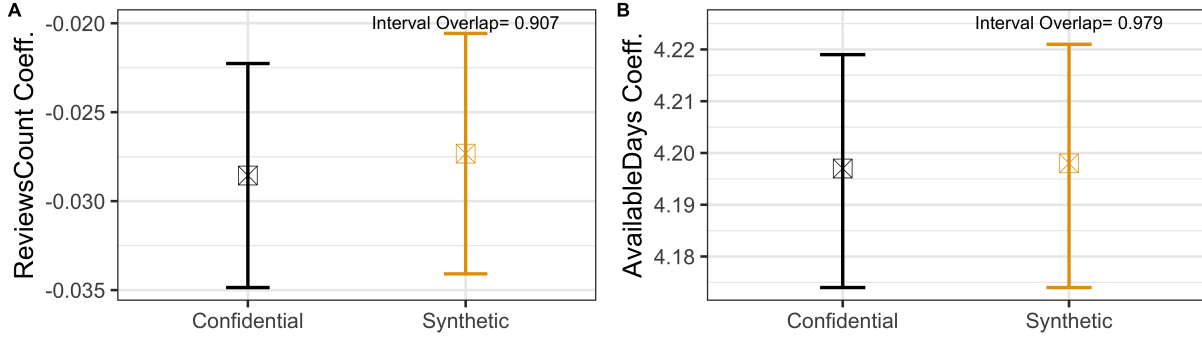 A
Interval Overlap= 0.907
ReviewsCount Coeff.
-0.020
-0.025
-0.030
-0.035
Confidential
Synthetic
B
Interval Overlap= 0.979
AvailableDays Coeff.
4.22
4.21
4.20
4.19
4.18
Confidential
Synthetic